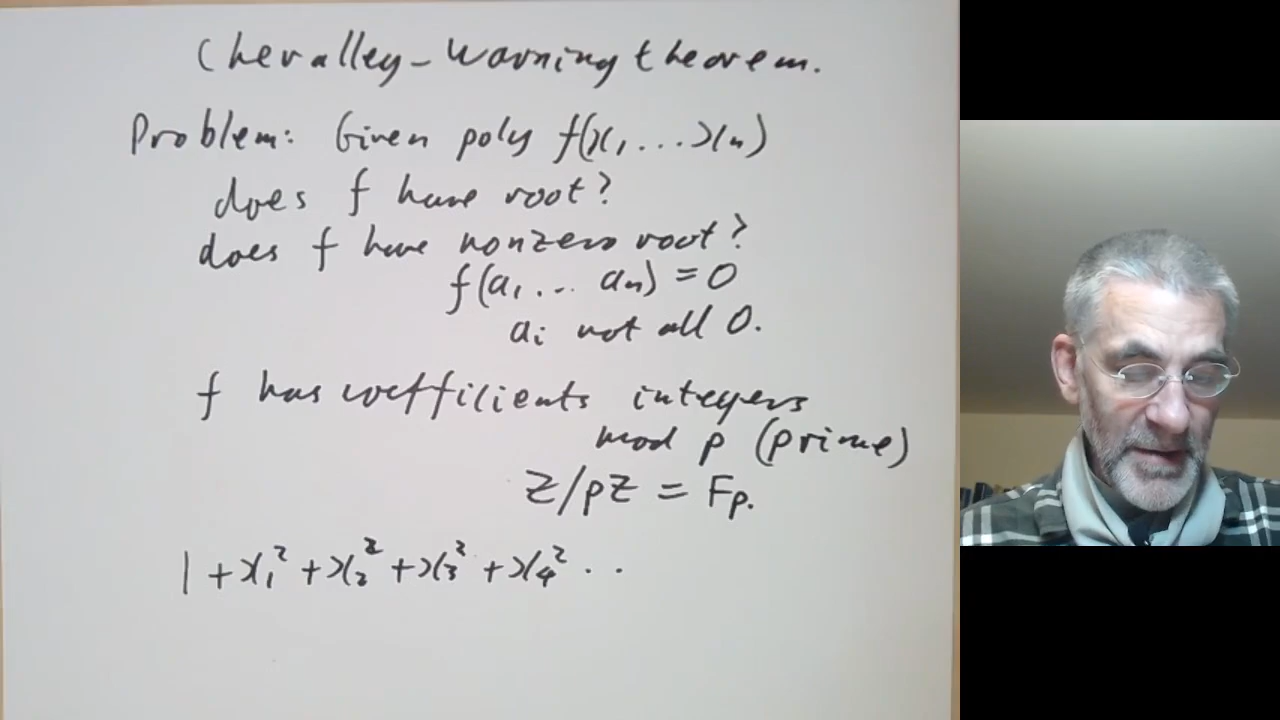 Chevalley-Warning theorem.
Problem: Given poly f(x₁...xₙ)
does f have root?
does f have nonzero root?
f(a₁... aₙ) = 0
aᵢ not all 0.
f has coefficients integers
mod p (prime)
Z/pZ = Fp.
1 + x₁² + x₂² + x₃² + x₄² ..